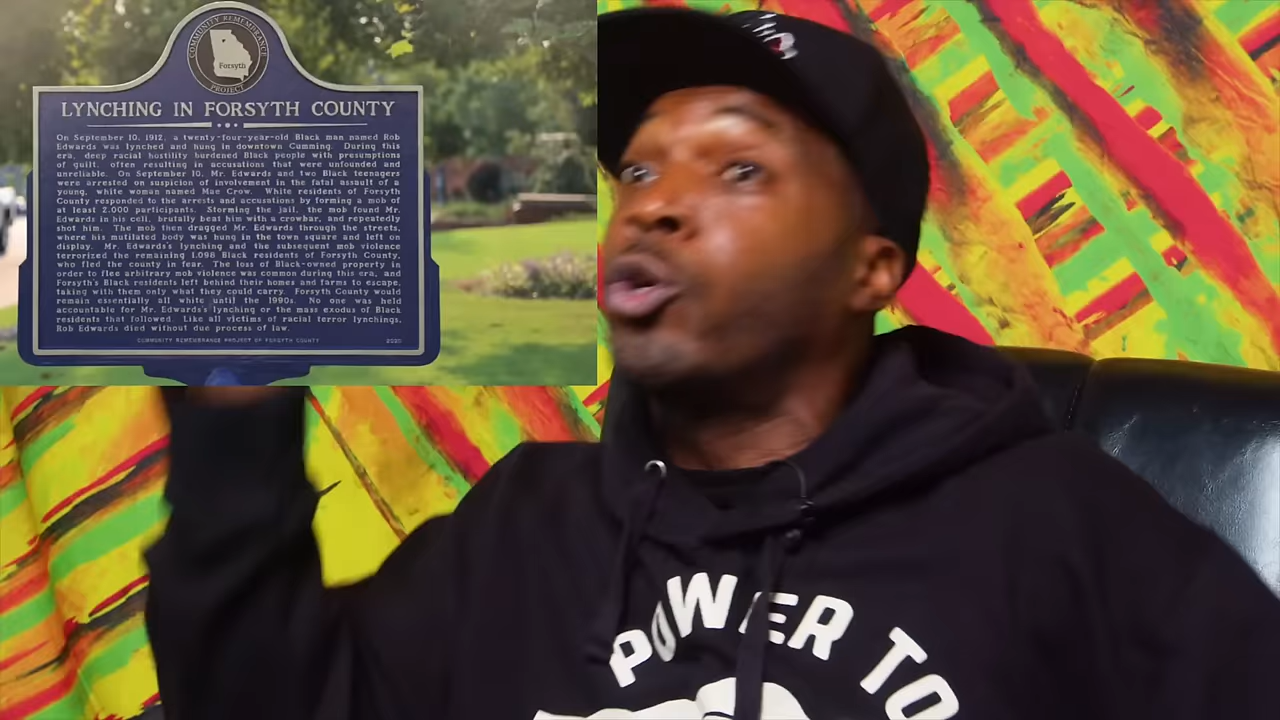 COMMUNITY REMEMBRANCE
Forsyth
PROJECT
LYNCHING IN FORSYTH COUNTY
On September 10, 1912, a twenty-four-year-old Black man named Rob
Edwards was lynched and hung in downtown Cumming. During this
era, deep racial hostility burdened Black people with presumptions
of guilt, often resulting in accusations that were unfounded and
unreliable. On September 10, Mr. Edwards and two Black teenagers
were arrested on suspicion of involvement in the fatal assault of a
young, white woman named Mae Crow. White residents of Forsyth
County responded to the arrests and accusations by forming a mob of
at least 2,000 participants. Storming the jail, the mob found Mr.
Edwards in his cell, brutally beat him with a crowbar, and repeatedly
shot him. The mob then dragged Mr. Edwards through the streets,
where his mutilated body was hung in the town square and left on
display. Mr. Edwards's lynching and the subsequent mob violence
terrorized the remaining 1,098 Black residents of Forsyth County,
who fled the county in fear. The loss of Black-owned property in
order to flee arbitrary mob violence was common during this era, and
Forsyth's Black residents left behind their homes and farms to escape,
taking with them only what they could carry. Forsyth County would
remain essentially all white until the 1990s. No one was held
accountable for Mr. Edwards's lynching or the mass exodus of Black
residents that followed. Like all victims of racial terror lynchings,
Rob Edwards died without due process of law.
COMMUNITY REMEMBRANCE PROJECT OF FORSYTH COUNTY 2020
POWER TO